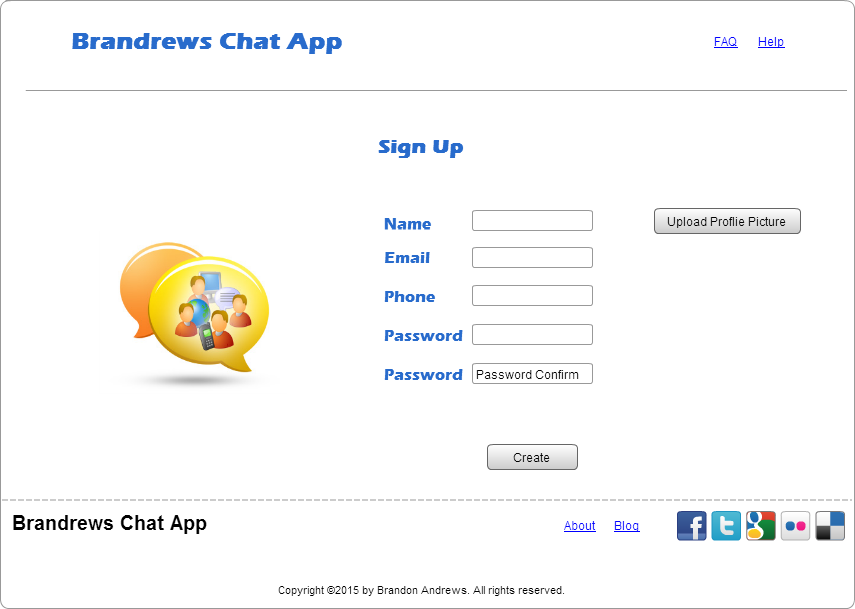 Brandrews Chat App
FAQ Help
Sign Up
Name
Upload Proflie Picture
Email
Phone
Password
Password Password Confirm
Create
Brandrews Chat App
About Blog
Copyright ©2015 by Brandon Andrews. All rights reserved.